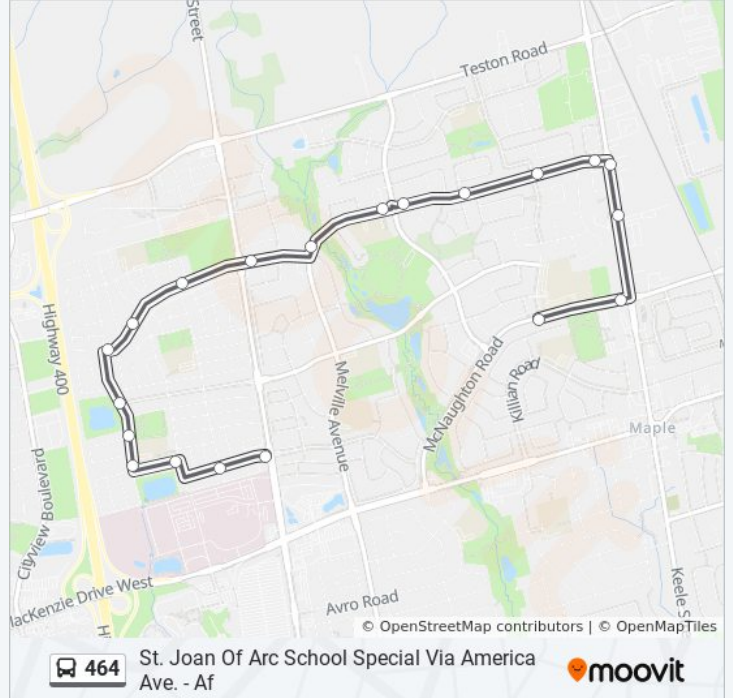 Street
Teston Road
Highway 400
Melville Avenue
McNaughton Road
Killian Road
Maple
Cityview Boulevard
MacKenzie Drive West
Avro Road
Keele S
H
© OpenStreetMap contributors | © OpenMapTiles
464
St. Joan Of Arc School Special Via America
Ave. - Af
moovit